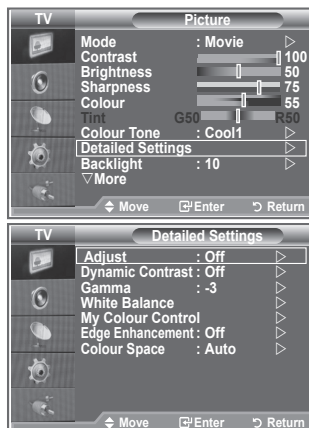 TV Picture
Mode : Movie ▷
Contrast 100
Brightness 50
Sharpness 75
Colour 55
Tint G50 R50
Colour Tone : Cool1 ▷
Detailed Settings ▷
Backlight : 10 ▷
▽More
Move Enter Return
TV Detailed Settings
Adjust : Off ▷
Dynamic Contrast : Off ▷
Gamma : -3 ▷
White Balance ▷
My Colour Control ▷
Edge Enhancement : Off ▷
Colour Space : Auto ▷
Move Enter Return